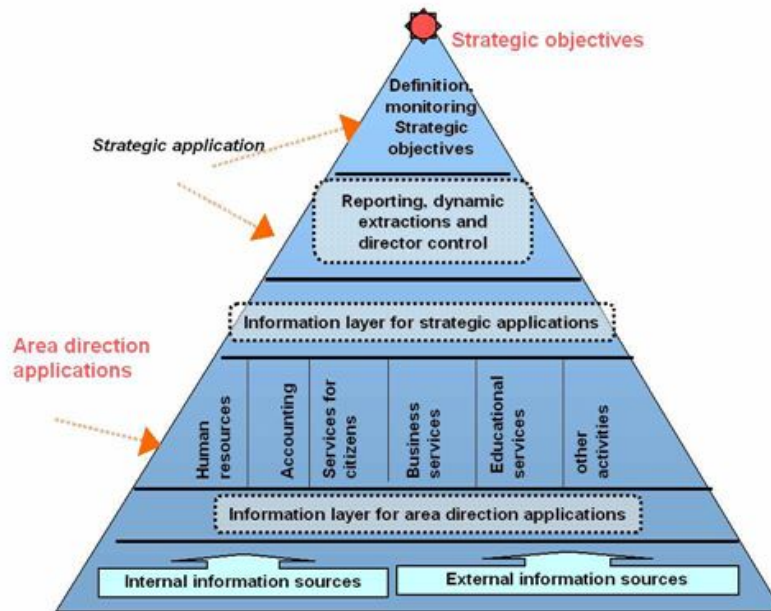 Strategic objectives
Definition,
monitoring
Strategic
objectives
Strategic application
Reporting, dynamic
extractions and
director control
Information layer for strategic applications
Area direction
applications
Human
resources
Accounting
Services for
citizens
Business
services
Educational
services
other
activities
Information layer for area direction applications
Internal information sources
External information sources